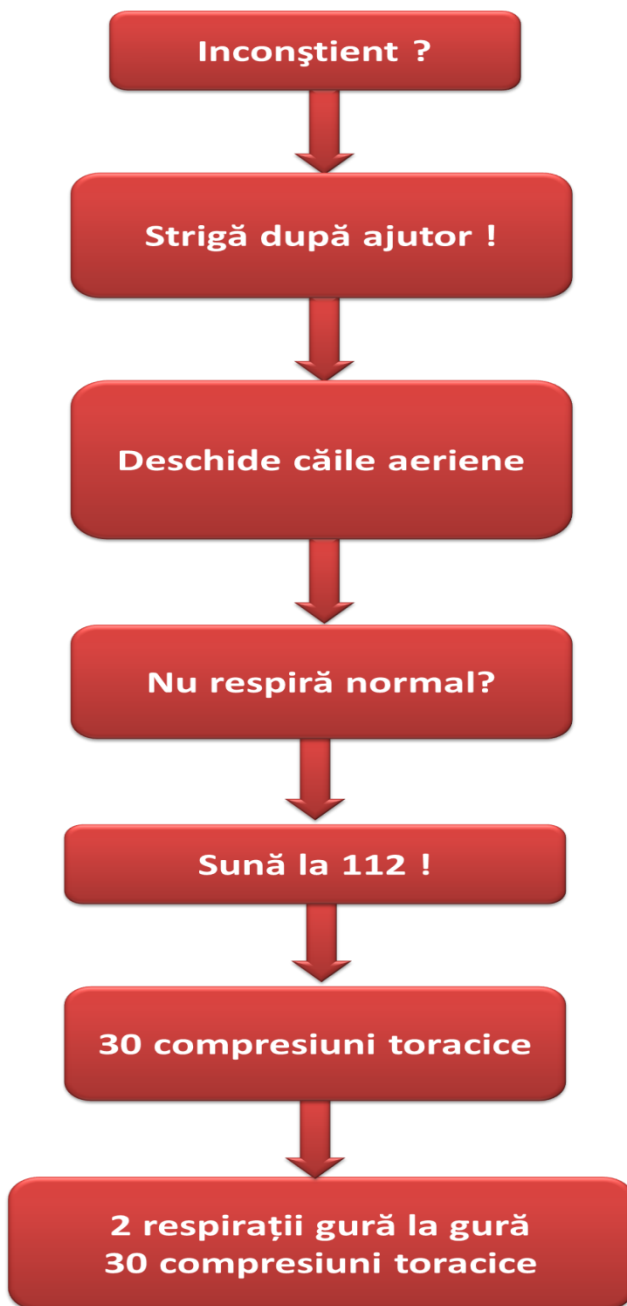 Inconştient ?
Strigă după ajutor !
Deschide căile aeriene
Nu respiră normal?
Sună la 112 !
30 compresiuni toracice
2 respirații gură la gură
30 compresiuni toracice